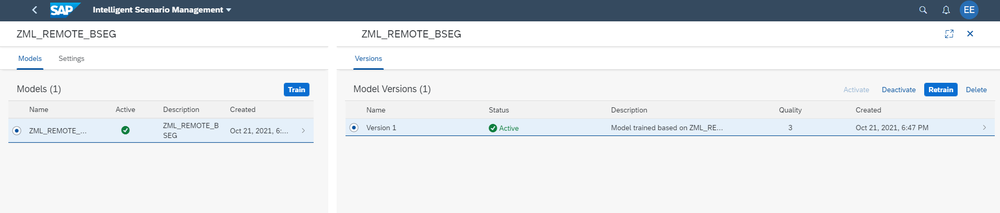 SAP Intelligent Scenario Management EE
ZML_REMOTE_BSEG
Models Settings
Models (1) Train
Name Active Description Created
ZML_REMOTE_... ZML_REMOTE_B Oct 21, 2021, 6:...
SEG
ZML_REMOTE_BSEG
Versions
Model Versions (1) Activate Deactivate Retrain Delete
Name Status Description Quality Created
Version 1 Active Model trained based on ZML_RE... 3 Oct 21, 2021, 6:47 PM